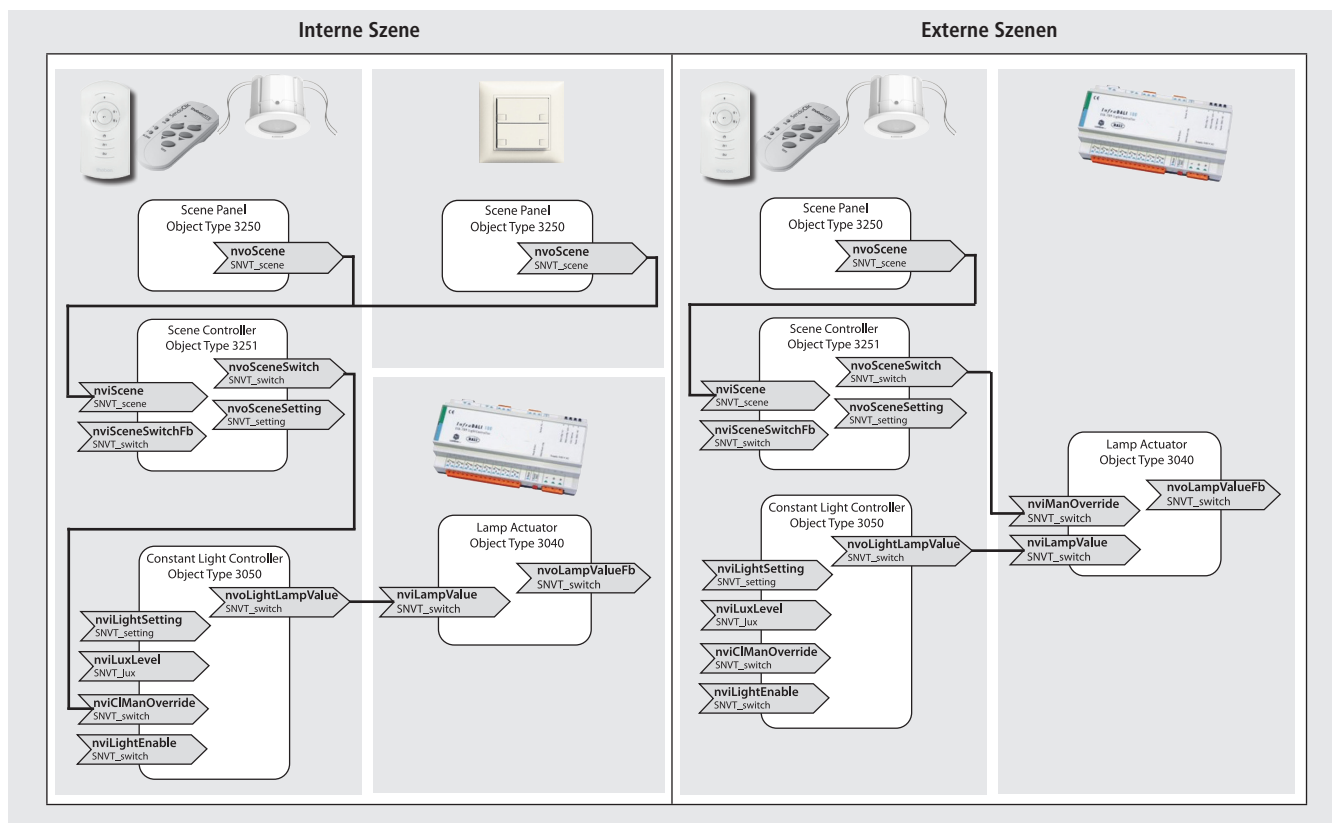 Interne Szene
Externe Szenen
Scene Panel
Object Type 3250
nvoScene
SNVT_scene
Scene Panel
Object Type 3250
nvoScene
SNVT_scene
Scene Controller
Object Type 3251
nvoSceneSwitch
SNVT_switch
nviScene
SNVT_scene
nvoSceneSetting
SNVT_setting
nviSceneSwitchFb
SNVT_switch
InfraDALI
DALI
Constant Light Controller
Object Type 3050
nvoLightLampValue
SNVT_switch
nviLightSetting
SNVT_setting
nviLuxLevel
SNVT_lux
nviClManOverride
SNVT_switch
nviLightEnable
SNVT_switch
Lamp Actuator
Object Type 3040
nvoLampValueFb
SNVT_switch
nviLampValue
SNVT_switch
Scene Panel
Object Type 3250
nvoScene
SNVT_scene
Scene Controller
Object Type 3251
nvoSceneSwitch
SNVT_switch
nviScene
SNVT_scene
nvoSceneSetting
SNVT_setting
nviSceneSwitchFb
SNVT_switch
Constant Light Controller
Object Type 3050
nvoLightLampValue
SNVT_switch
nviLightSetting
SNVT_setting
nviLuxLevel
SNVT_lux
nviClManOverride
SNVT_switch
nviLightEnable
SNVT_switch
InfraDALI
DALI
Lamp Actuator
Object Type 3040
nvoLampValueFb
SNVT_switch
nviManOverride
SNVT_switch
nviLampValue
SNVT_switch